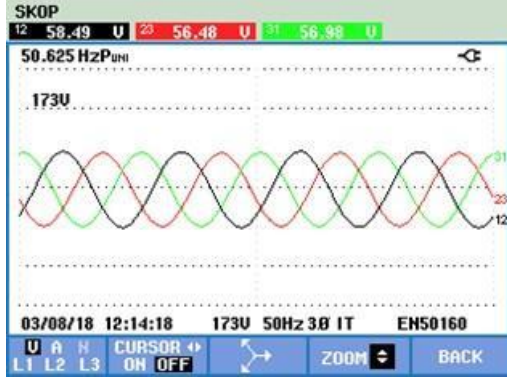 SKOP
12 58.49 V 23 56.48 V 31 56.98 V
50.625 HzPUNI
173V
31
23
12
03/08/18 12:14:18 173V 50Hz 3Ø IT EN50160
V A N CURSOR ZOOM BACK
L1 L2 L3 ON OFF